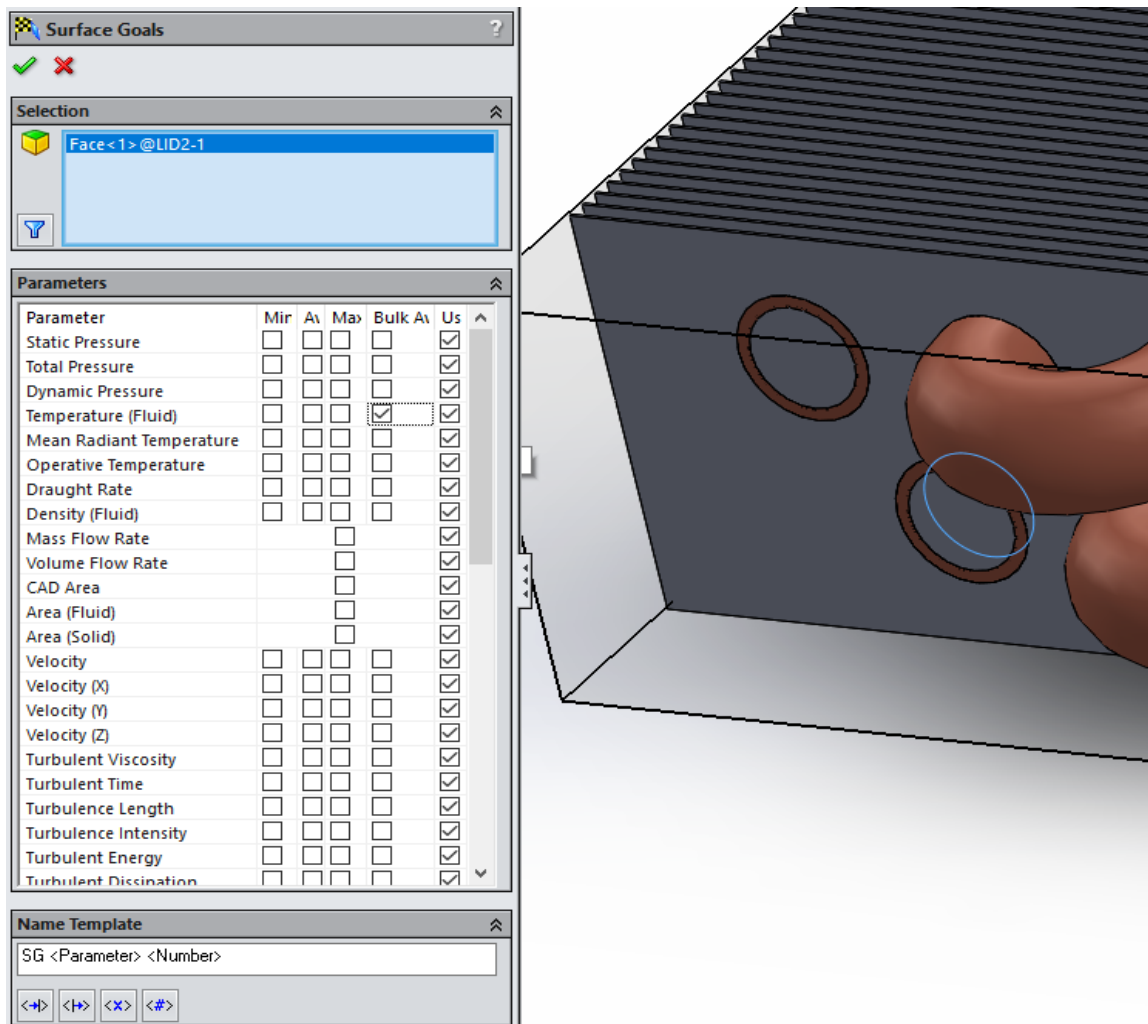 Surface Goals ?
Selection
Face<1>@LID2-1
Parameters
Parameter Mir Av Max Bulk Av Us
Static Pressure
Total Pressure
Dynamic Pressure
Temperature (Fluid)
Mean Radiant Temperature
Operative Temperature
Draught Rate
Density (Fluid)
Mass Flow Rate
Volume Flow Rate
CAD Area
Area (Fluid)
Area (Solid)
Velocity
Velocity (X)
Velocity (Y)
Velocity (Z)
Turbulent Viscosity
Turbulent Time
Turbulence Length
Turbulence Intensity
Turbulent Energy
Turbulent Dissipation
Name Template
SG <Parameter> <Number>
<x> <#>